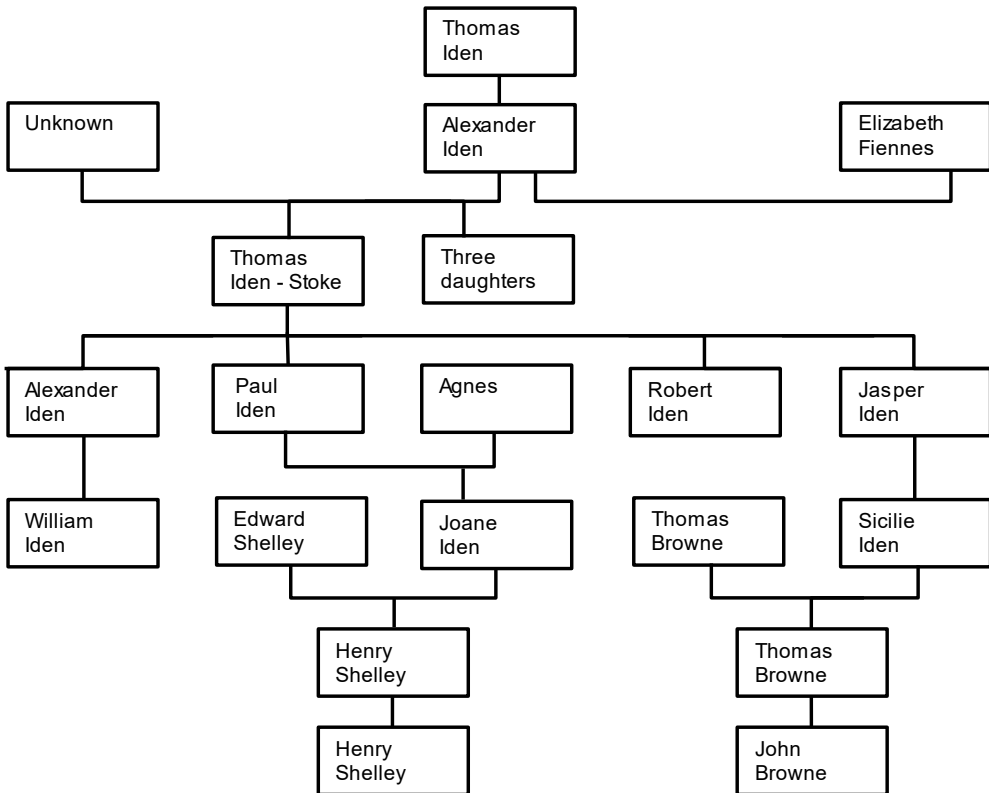 Thomas
Iden
Unknown
Alexander
Iden
Elizabeth
Fiennes
Thomas
Iden - Stoke
Three
daughters
Alexander
Iden
Paul
Iden
Agnes
Robert
Iden
Jasper
Iden
William
Iden
Edward
Shelley
Joane
Iden
Thomas
Browne
Sicilie
Iden
Henry
Shelley
Thomas
Browne
Henry
Shelley
John
Browne